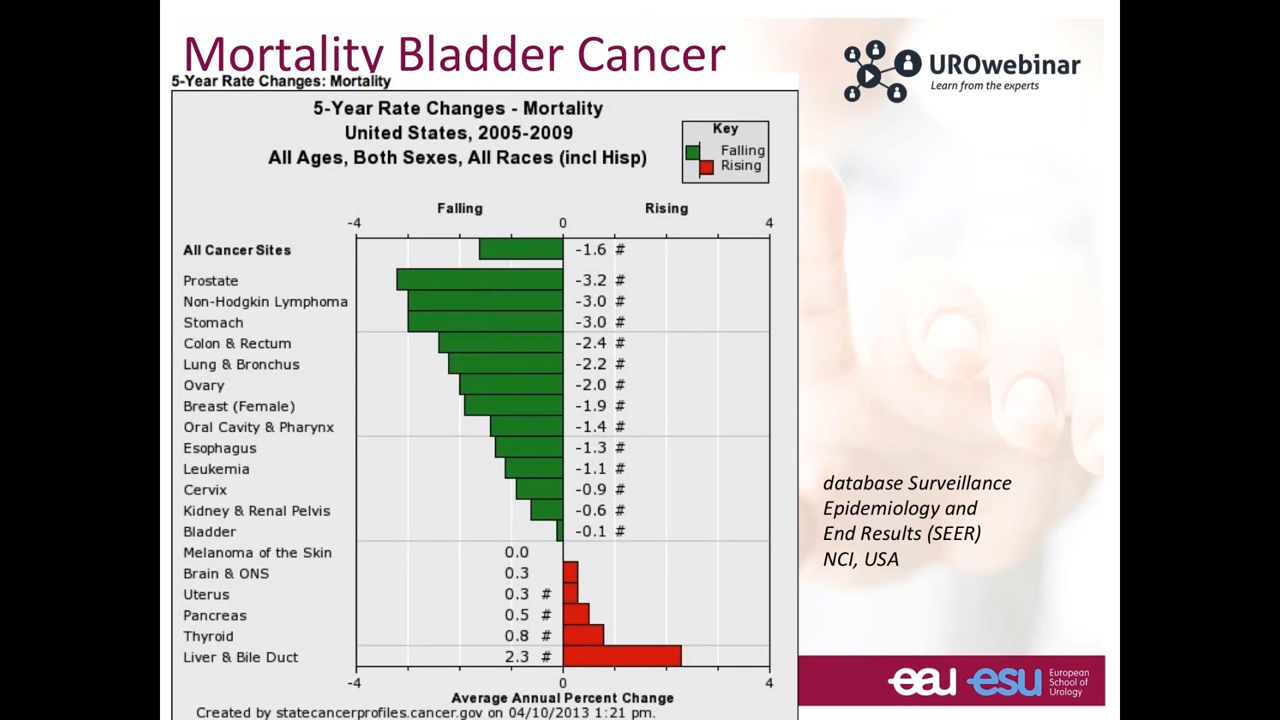 Mortality Bladder Cancer
UROwebinar
Learn from the experts
5-Year Rate Changes: Mortality
5-Year Rate Changes - Mortality
United States, 2005-2009
All Ages, Both Sexes, All Races (incl Hisp)
Key
Falling
Rising
Falling Rising
-4 0 4
All Cancer Sites -1.6 #
Prostate -3.2 #
Non-Hodgkin Lymphoma -3.0 #
Stomach -3.0 #
Colon & Rectum -2.4 #
Lung & Bronchus -2.2 #
Ovary -2.0 #
Breast (Female) -1.9 #
Oral Cavity & Pharynx -1.4 #
Esophagus -1.3 #
Leukemia -1.1 #
Cervix -0.9 #
Kidney & Renal Pelvis -0.6 #
Bladder -0.1 #
Melanoma of the Skin 0.0
Brain & ONS 0.3
Uterus 0.3 #
Pancreas 0.5 #
Thyroid 0.8 #
Liver & Bile Duct 2.3 #
-4 0 4
Average Annual Percent Change
Created by statecancerprofiles.cancer.gov on 04/10/2013 1:21 pm.
database Surveillance
Epidemiology and
End Results (SEER)
NCI, USA
eau esu
European
School of
Urology